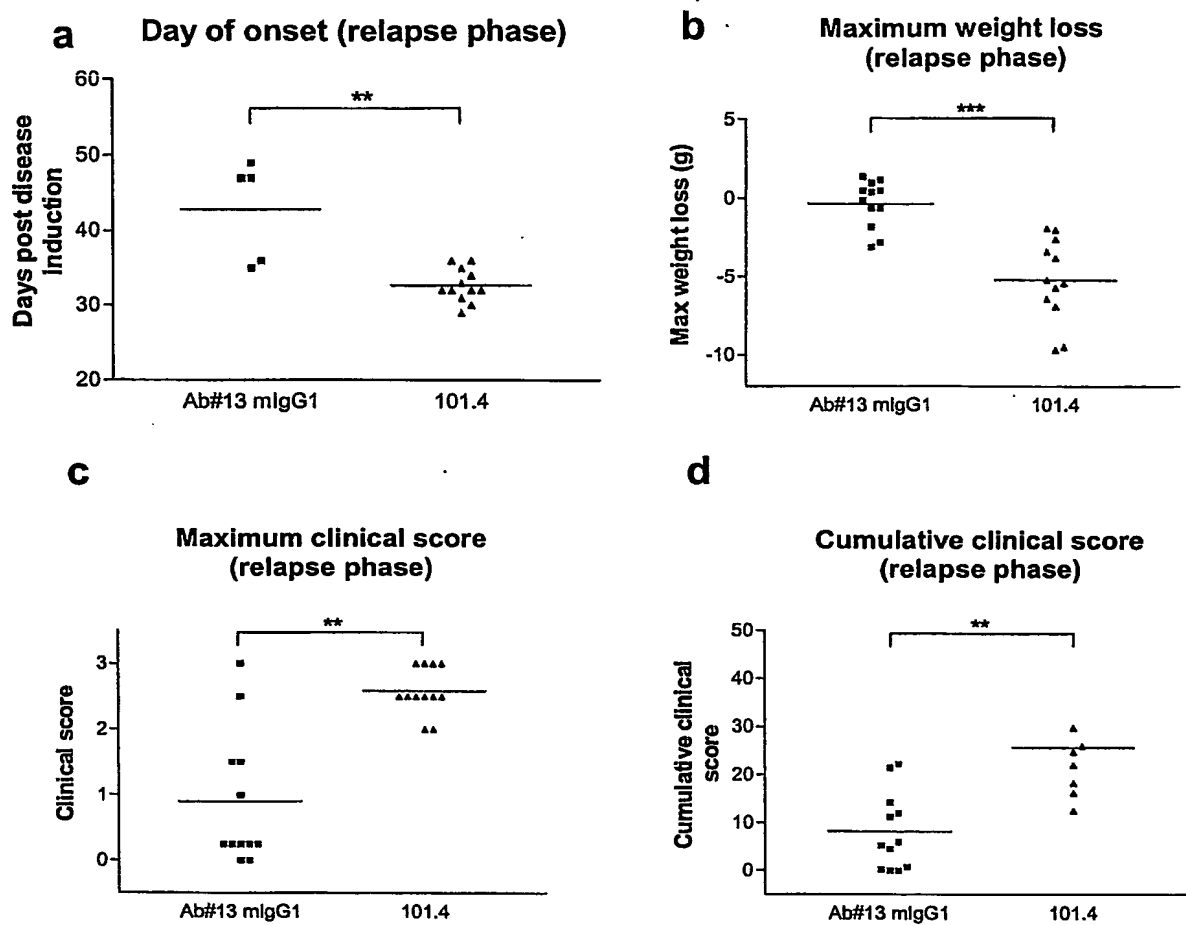 a
Day of onset (relapse phase)
Days post disease
induction
60
50
40
30
20
**
Ab#13 mIgG1
101.4
b
Maximum weight loss
(relapse phase)
Max weight loss (g)
5
0
-5
-10
***
Ab#13 mIgG1
101.4
c
Maximum clinical score
(relapse phase)
Clinical score
3
2
1
0
**
Ab#13 mIgG1
101.4
d
Cumulative clinical score
(relapse phase)
Cumulative clinical
score
50
40
30
20
10
0
**
Ab#13 mIgG1
101.4